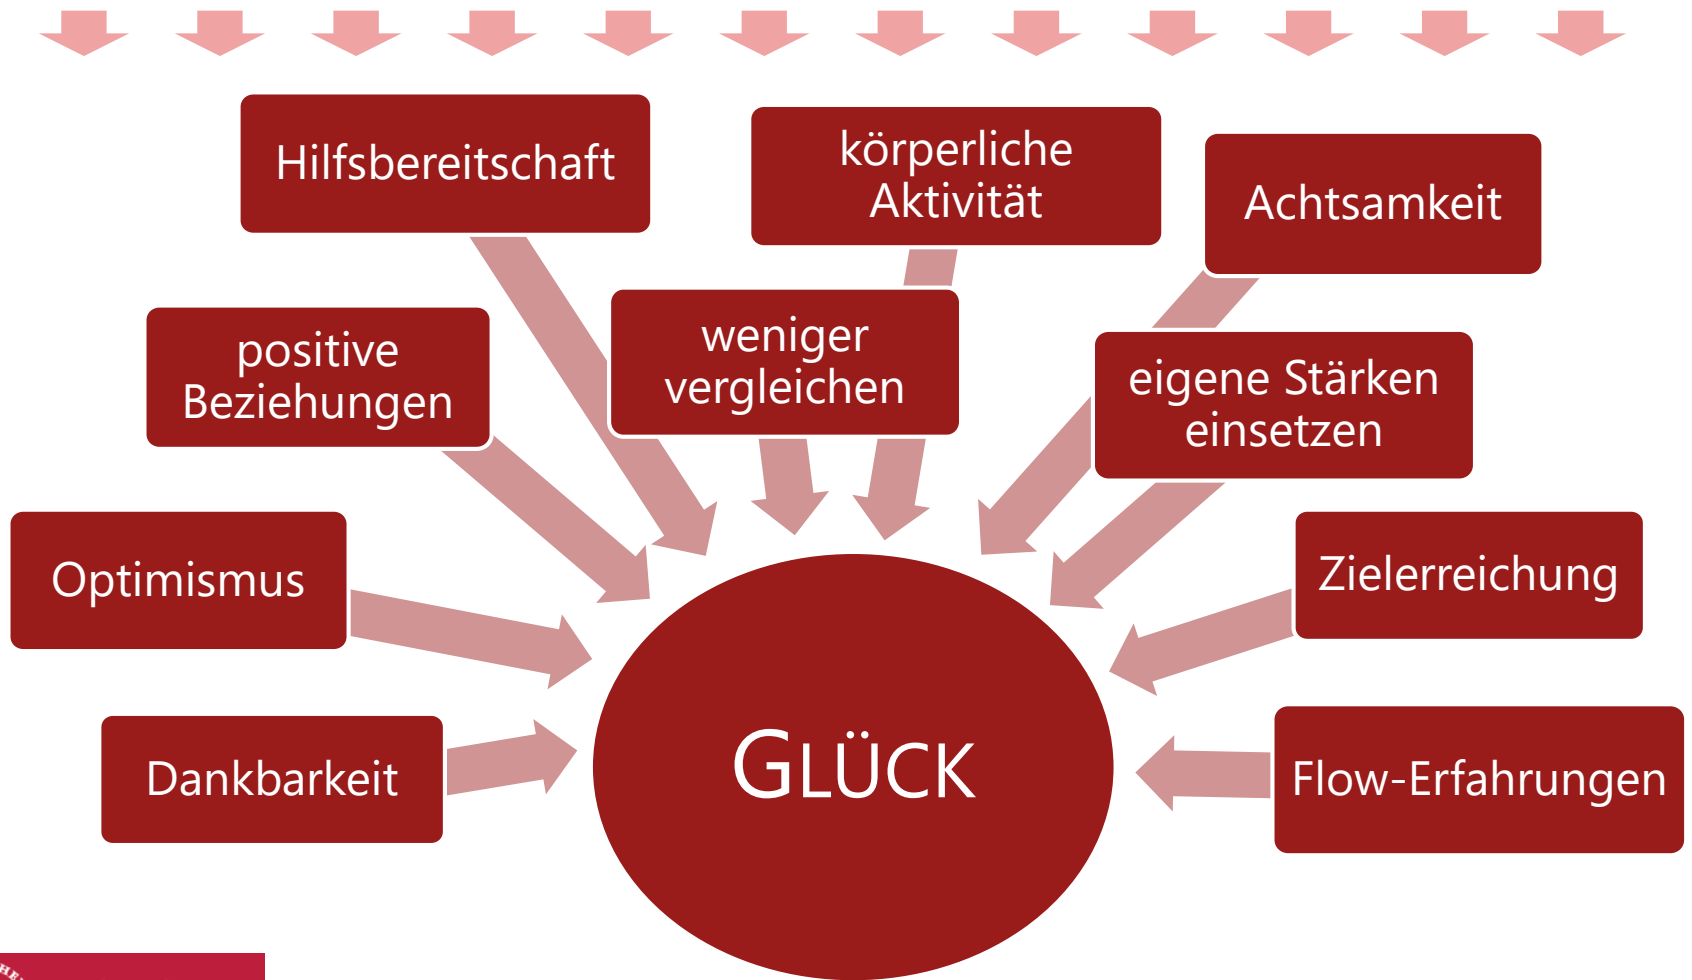 Hilfsbereitschaft
körperliche
Aktivität
Achtsamkeit
positive
Beziehungen
weniger
vergleichen
eigene Stärken
einsetzen
Optimismus
Zielerreichung
Dankbarkeit
GLÜCK
Flow-Erfahrungen